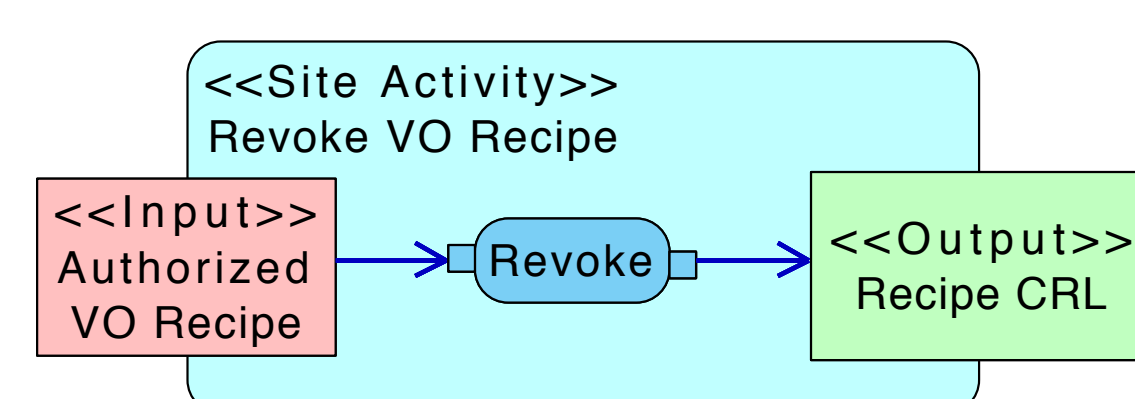 <<Site Activity>>
Revoke VO Recipe
<<Input>>
Authorized
VO Recipe
Revoke
<<Output>>
Recipe CRL